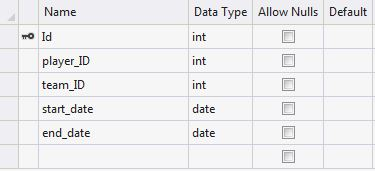 Name Data Type Allow Nulls Default
Id int
player_ID int
team_ID int
start_date date
end_date date